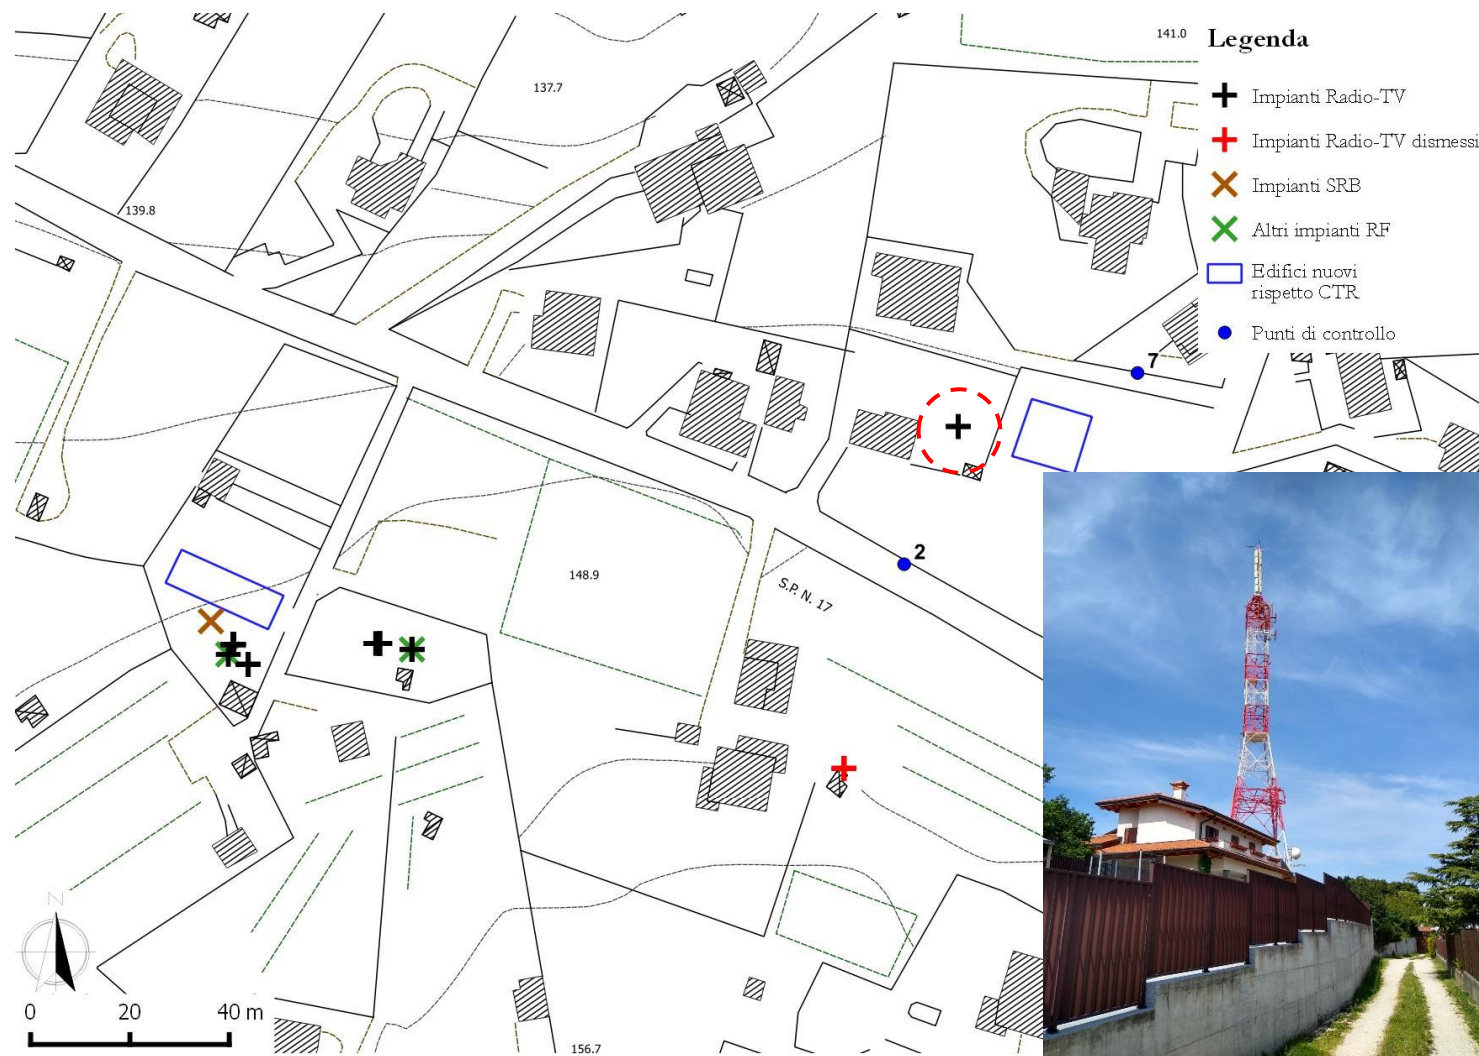 141.0
Legenda
Impianti Radio-TV
137.7
Impianti Radio-TV dismessi
Impianti SRB
139.8
Altri impianti RF
Edifici nuovi
rispetto CTR
Punti di controllo
7
2
148.9
S.P. N. 17
N
0 20 40 m
156.7